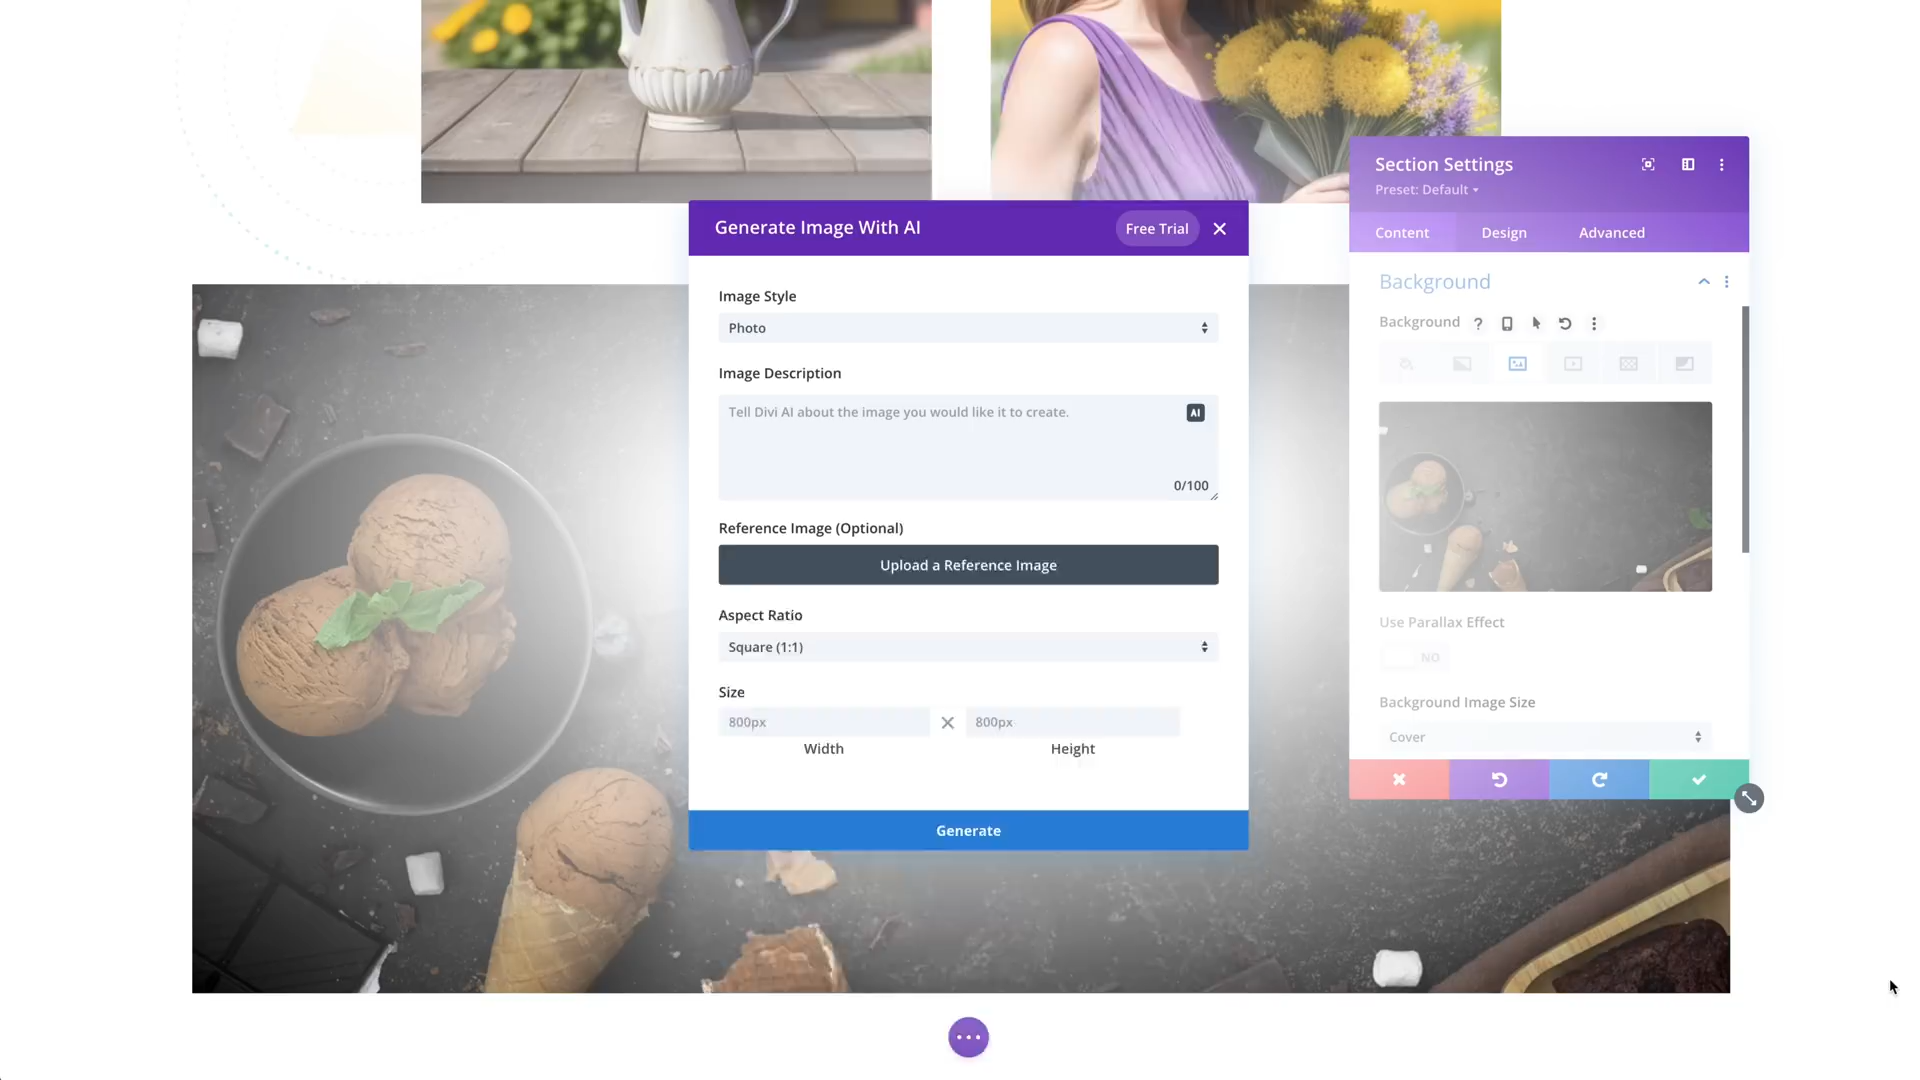 Section Settings
Preset: Default
Content
Design
Advanced
Background
Background
?
Use Parallax Effect
NO
Background Image Size
Cover
Generate Image With AI
Free Trial
Image Style
Photo
Image Description
Tell Divi AI about the image you would like it to create.
AI
0/100
Reference Image (Optional)
Upload a Reference Image
Aspect Ratio
Square (1:1)
Size
800px
800px
Width
Height
Generate